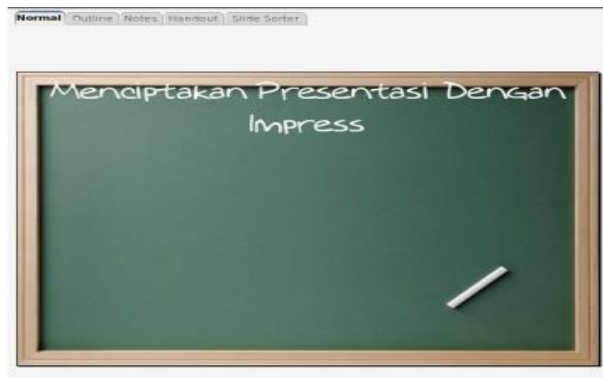 Normal Outline Notes Handout Slide Sorter
Menciptakan Presentasi Dengan
Impress